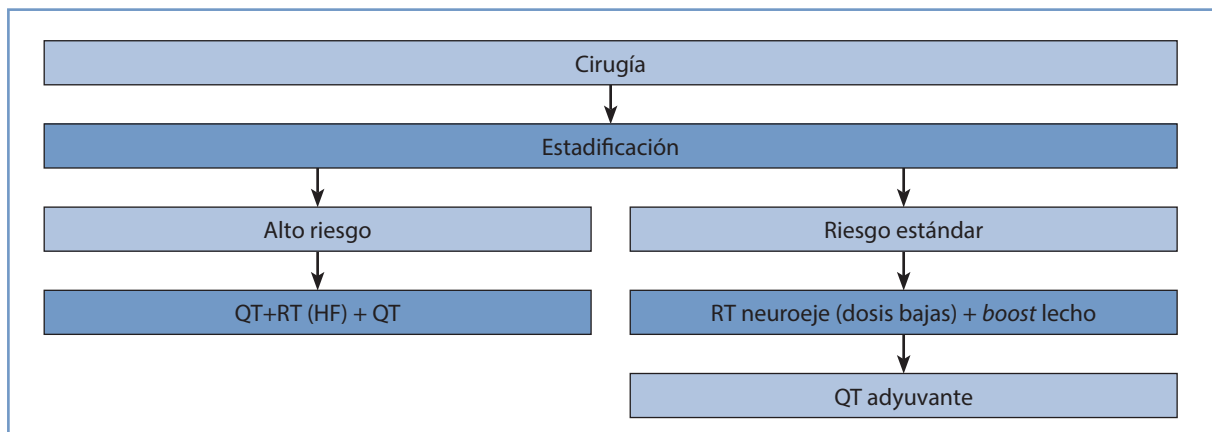 Cirugía
Estadificación
Alto riesgo
Riesgo estándar
QT+RT (HF) + QT
RT neuroeje (dosis bajas) + boost lecho
QT adyuvante